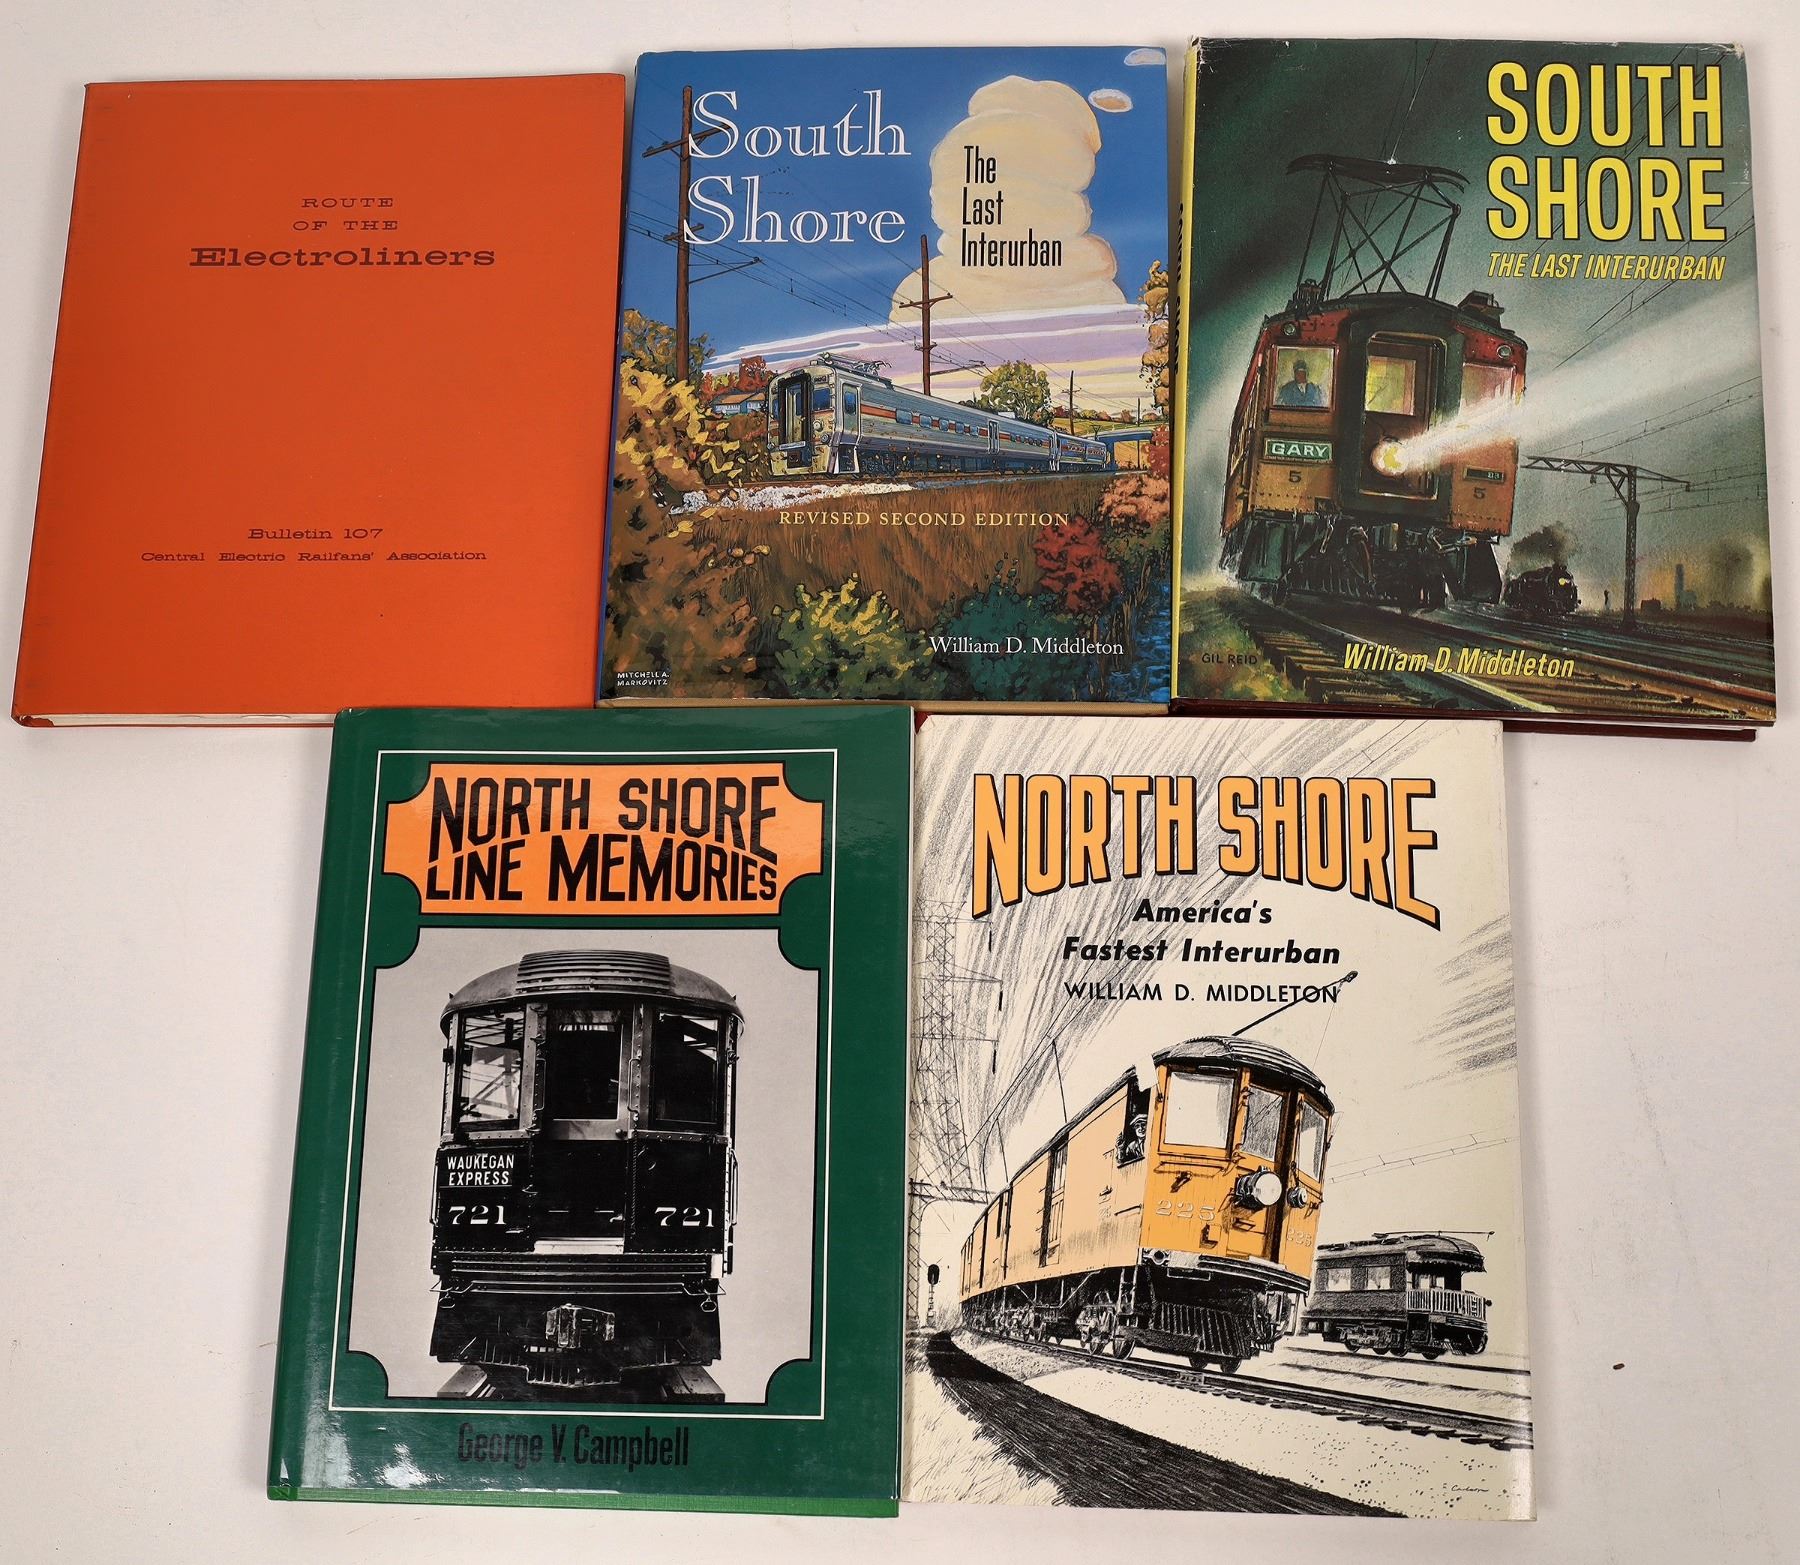 ROUTE
OF THE
Electroliners
Bulletin 107
Central Electric Railfans' Association
South
Shore
The
Last
Interurban
REVISED SECOND EDITION
William D. Middleton
MITCHELL A.
MARKOVITZ
SOUTH
SHORE
THE LAST INTERURBAN
GARY
5
5
GIL REID
William D. Middleton
NORTH SHORE
LINE MEMORIES
WAUKEGAN
EXPRESS
721
721
George V. Campbell
NORTH SHORE
America's
Fastest Interurban
WILLIAM D. MIDDLETON
225